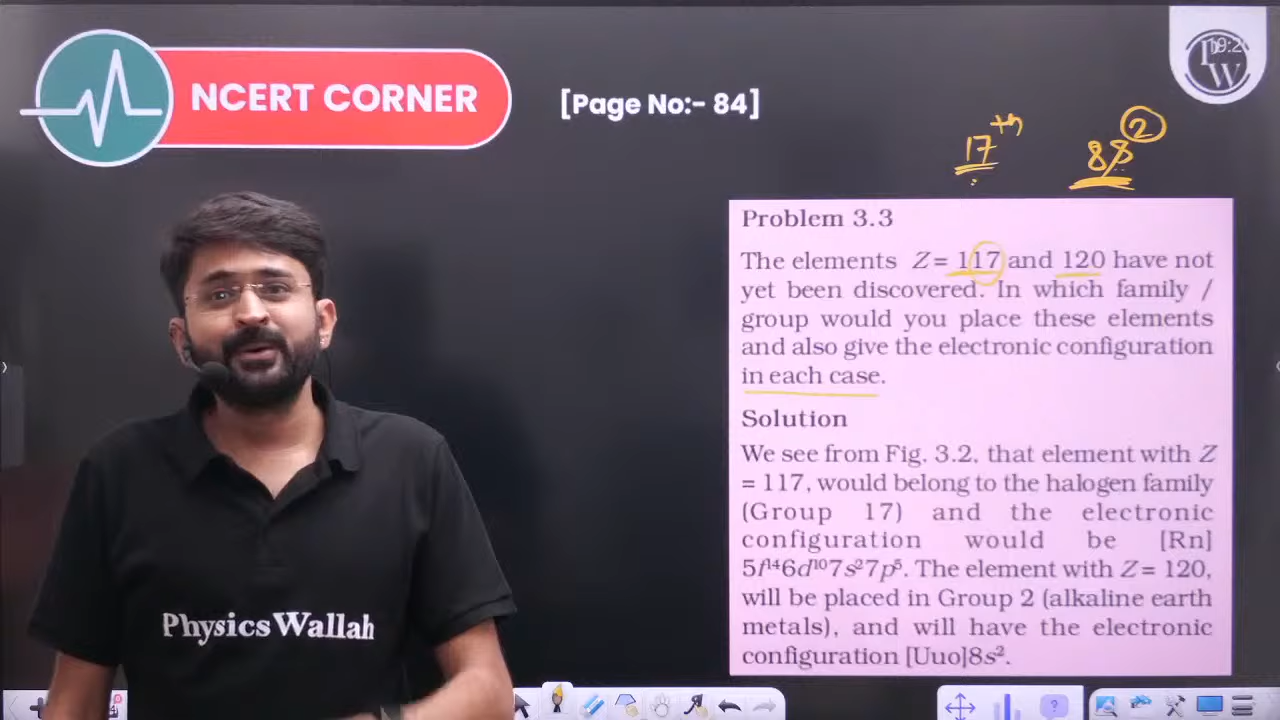 NCERT CORNER
[Page No:- 84]
17th
88 2
Problem 3.3
The elements Z = 117 and 120 have not
yet been discovered. In which family /
group would you place these elements
and also give the electronic configuration
in each case.
Solution
We see from Fig. 3.2, that element with Z
= 117, would belong to the halogen family
(Group 17) and the electronic
configuration would be [Rn]
5f¹⁴6d¹⁰7s²7p⁵. The element with Z = 120,
will be placed in Group 2 (alkaline earth
metals), and will have the electronic
configuration [Uuo]8s².
PhysicsWallah